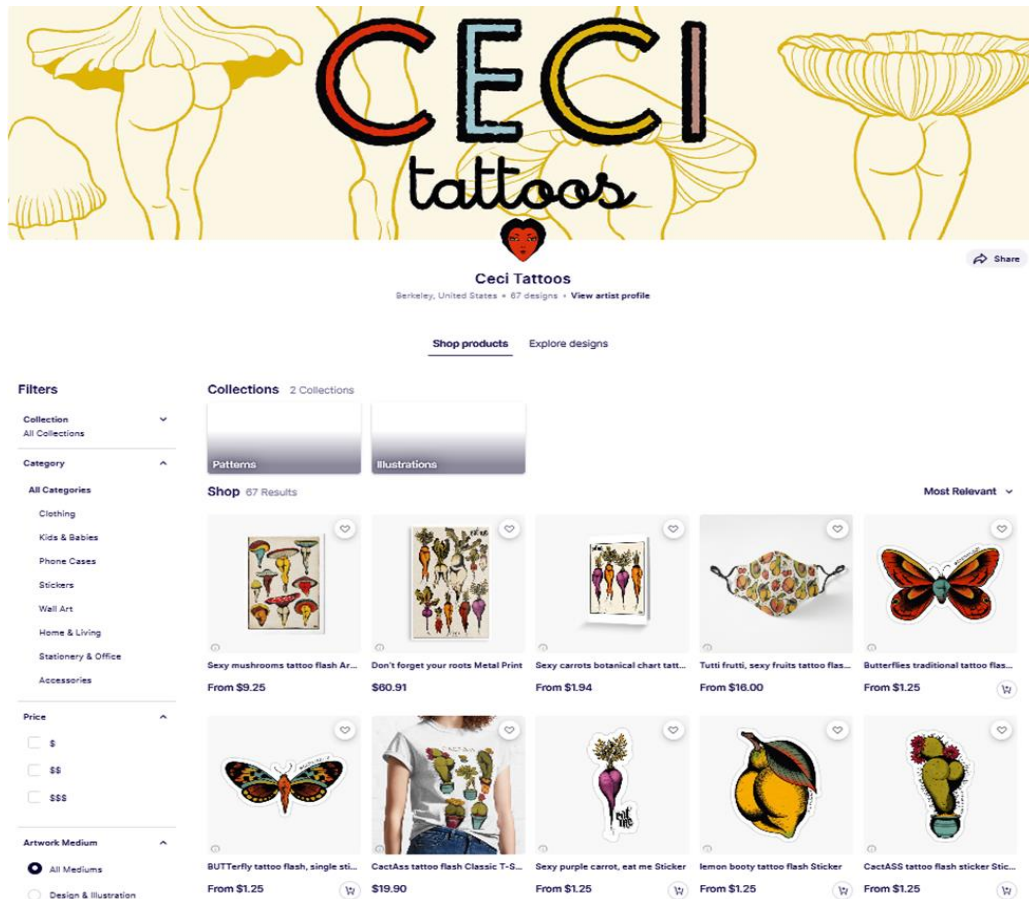 CECI
tattoos
Share
Ceci Tattoos
Berkeley, United States • 67 designs • View artist profile
Shop products Explore designs
Filters
Collection
All Collections
Category
All Categories
Clothing
Kids & Babies
Phone Cases
Stickers
Wall Art
Home & Living
Stationery & Office
Accessories
Price
$
$$
$$$
Artwork Medium
All Mediums
Design & Illustration
Collections 2 Collections
Patterns
Illustrations
Shop 67 Results
Most Relevant
Sexy mushrooms tattoo flash Ar...
From $9.25
Don't forget your roots Metal Print
$60.91
Sexy carrots botanical chart tatt...
From $1.94
Tutti frutti, sexy fruits tattoo flas...
From $16.00
Butterflies traditional tattoo flas...
From $1.25
BUTTerfly tattoo flash, single sti...
From $1.25
CactAss tattoo flash Classic T-S...
$19.90
eat
me
Sexy purple carrot, eat me Sticker
From $1.25
lemon booty tattoo flash Sticker
From $1.25
CactASS tattoo flash sticker Stic...
From $1.25